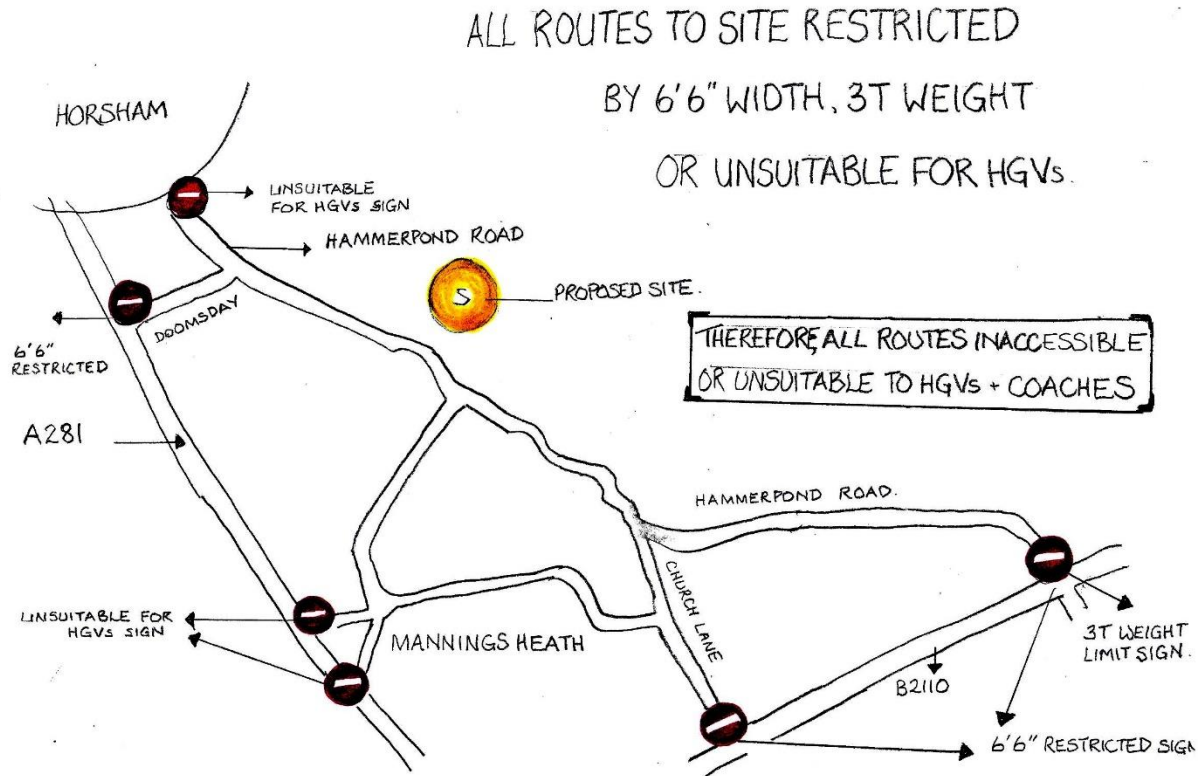 ALL ROUTES TO SITE RESTRICTED
BY 6'6" WIDTH, 3T WEIGHT
OR UNSUITABLE FOR HGVs.
HORSHAM
UNSUITABLE
FOR HGVs SIGN
HAMMERPOND ROAD
S
PROPOSED SITE.
DOOMSDAY
6'6"
RESTRICTED
THEREFORE, ALL ROUTES INACCESSIBLE
OR UNSUITABLE TO HGVs + COACHES
A281
HAMMERPOND ROAD.
CHURCH LANE
UNSUITABLE FOR
HGVs SIGN
MANNINGS HEATH
3T WEIGHT
LIMIT SIGN.
B2110
6'6" RESTRICTED SIGN